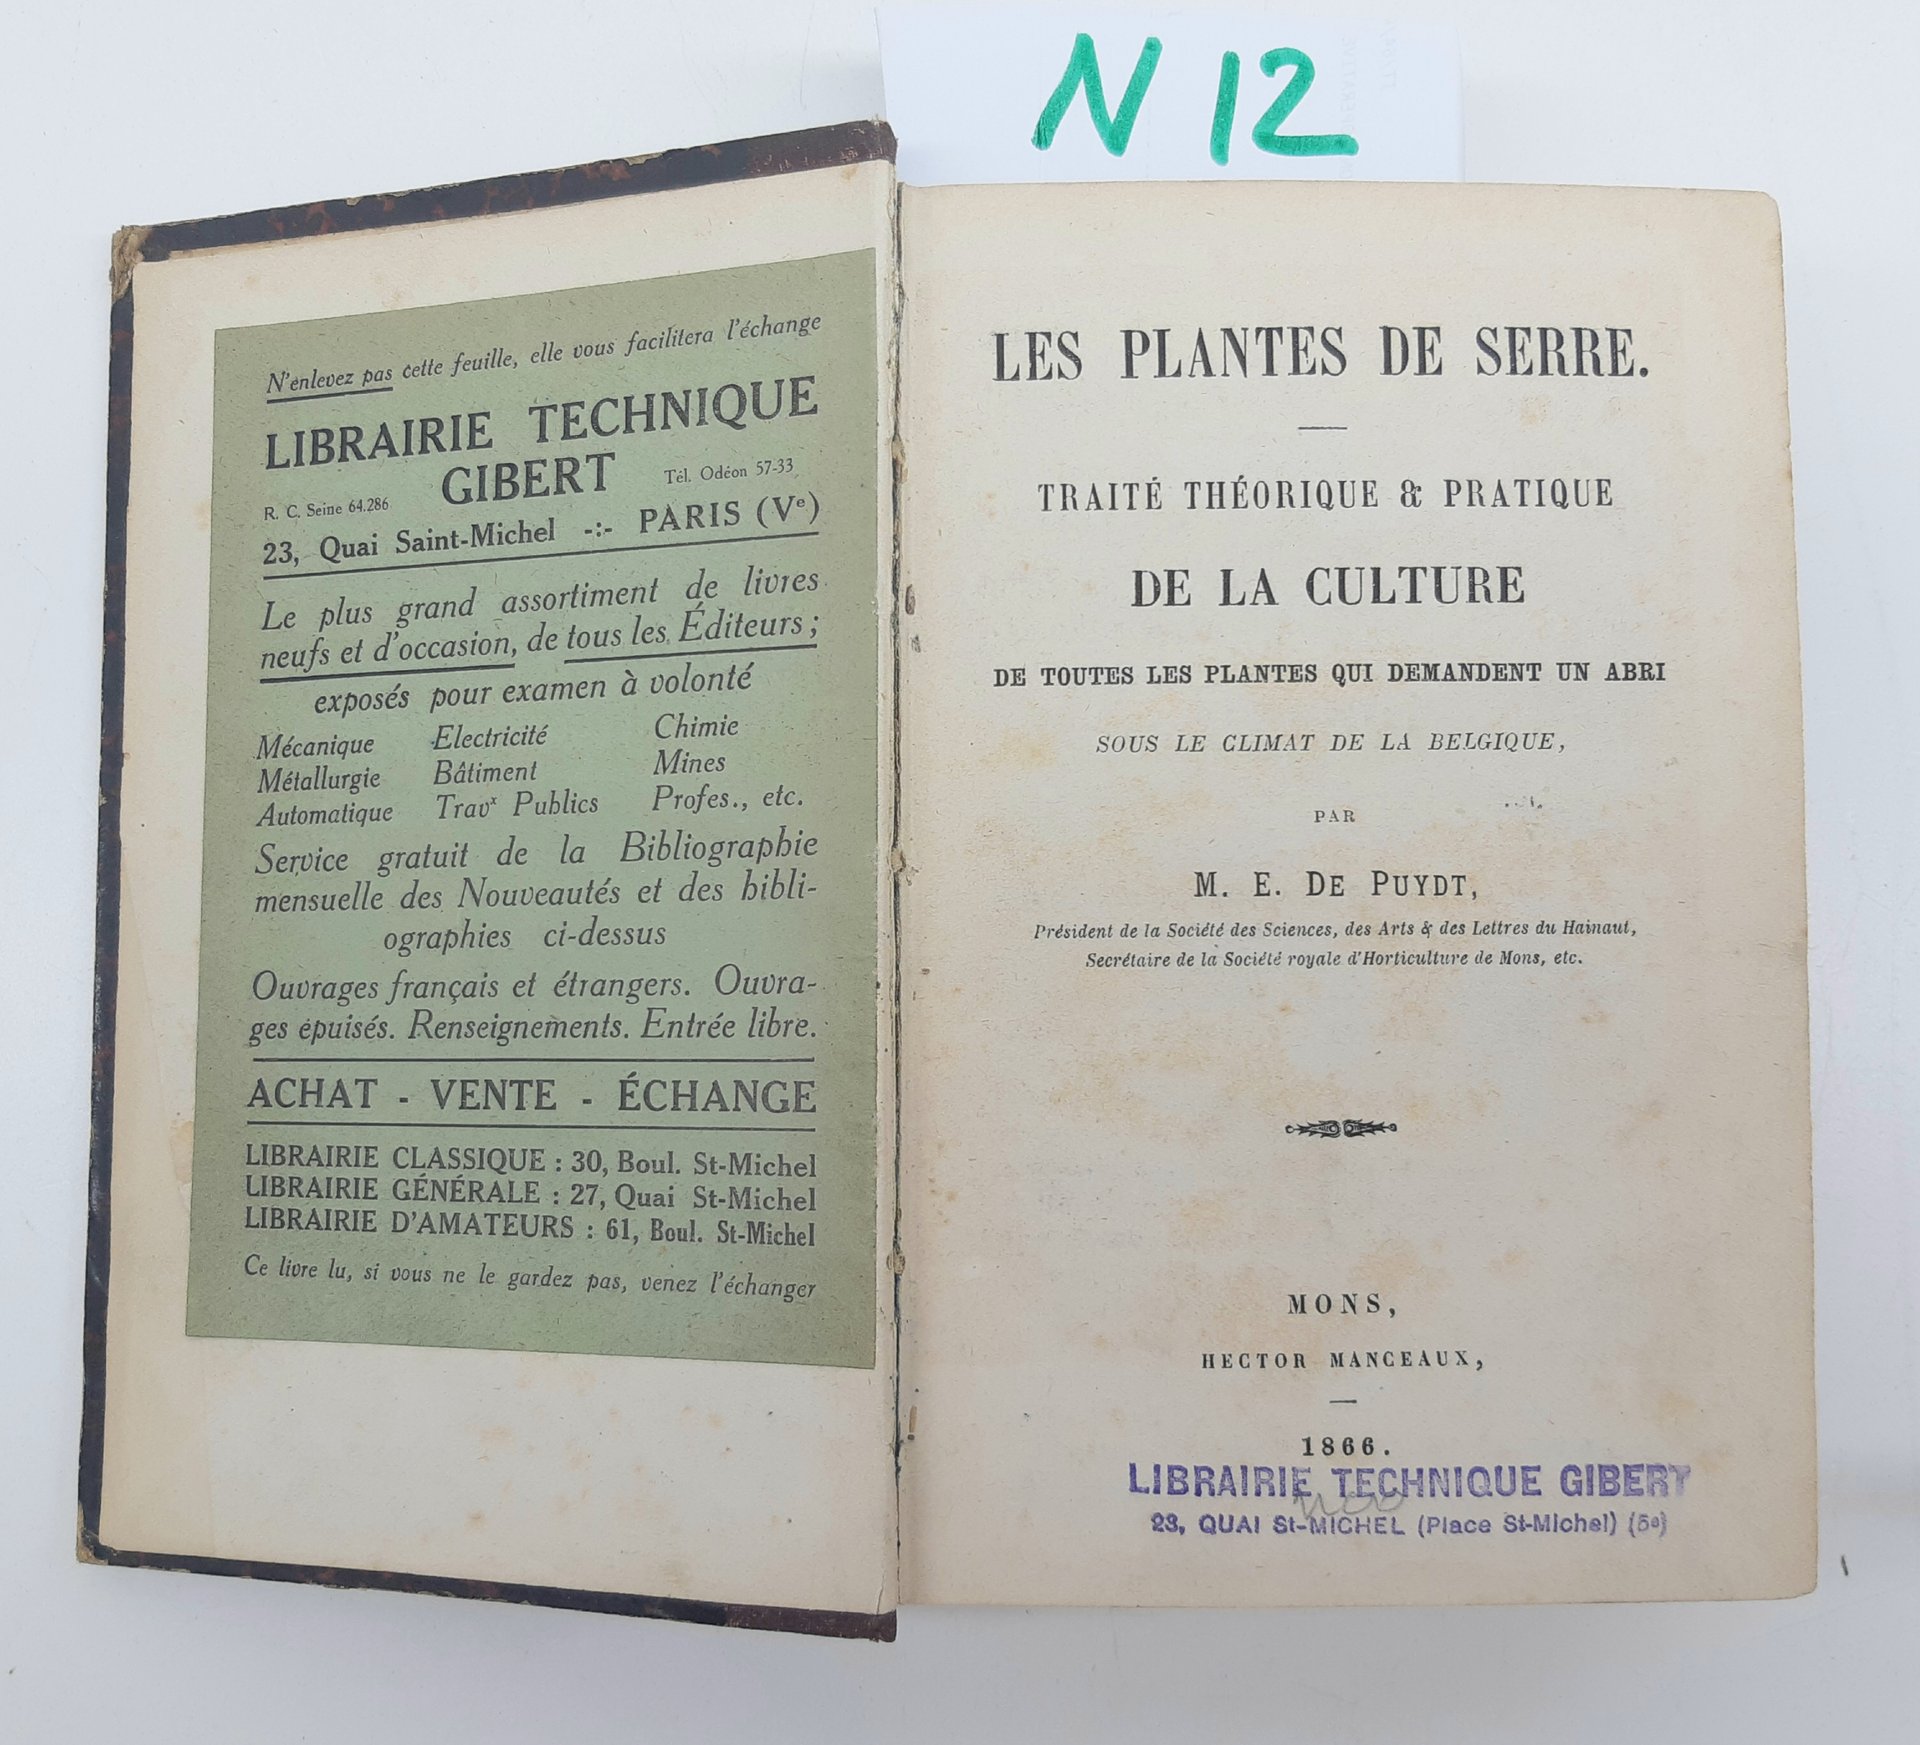 N 12
N'enlevez pas cette feuille, elle vous facilitera l'échange
LIBRAIRIE TECHNIQUE
GIBERT
R. C. Seine 64.286 Tél. Odéon 57-33
23, Quai Saint-Michel -:- PARIS (Ve)
Le plus grand assortiment de livres
neufs et d'occasion, de tous les Éditeurs ;
exposés pour examen à volonté
Mécanique Electricité Chimie
Métallurgie Bâtiment Mines
Automatique Travx Publics Profes., etc.
Service gratuit de la Bibliographie
mensuelle des Nouveautés et des bibli-
ographies ci-dessus
Ouvrages français et étrangers. Ouvra-
ges épuisés. Renseignements. Entrée libre.
ACHAT - VENTE - ÉCHANGE
LIBRAIRIE CLASSIQUE : 30, Boul. St-Michel
LIBRAIRIE GÉNÉRALE : 27, Quai St-Michel
LIBRAIRIE D'AMATEURS : 61, Boul. St-Michel
Ce livre lu, si vous ne le gardez pas, venez l'échanger
LES PLANTES DE SERRE.
TRAITÉ THÉORIQUE & PRATIQUE
DE LA CULTURE
DE TOUTES LES PLANTES QUI DEMANDENT UN ABRI
SOUS LE CLIMAT DE LA BELGIQUE,
PAR
M. E. DE PUYDT,
Président de la Société des Sciences, des Arts & des Lettres du Hainaut,
Secrétaire de la Société royale d'Horticulture de Mons, etc.
MONS,
HECTOR MANCEAUX,
1866.
LIBRAIRIE TECHNIQUE GIBERT
23, QUAI St-MICHEL (Place St-Michel) (5e)